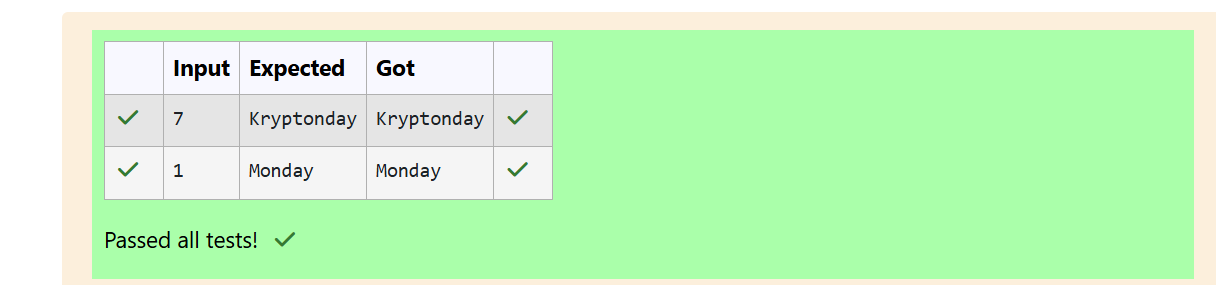 Input Expected Got
7 Kryptonday Kryptonday
1 Monday Monday
Passed all tests!